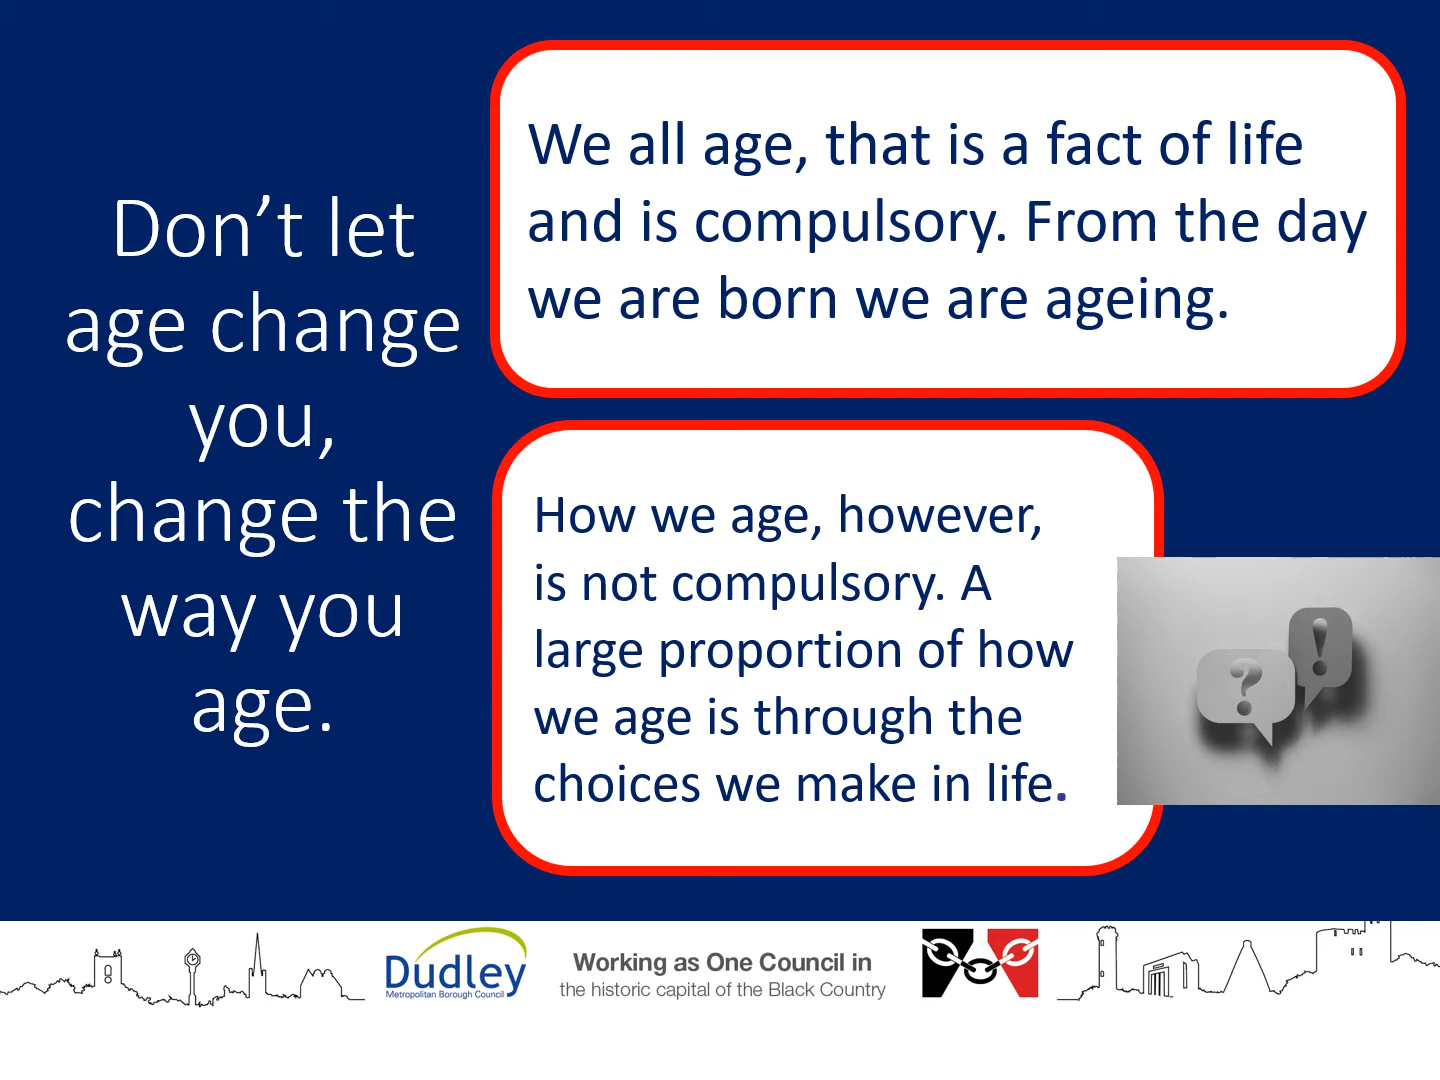 Don’t let
age change
you,
change the
way you
age.
We all age, that is a fact of life
and is compulsory. From the day
we are born we are ageing.
How we age, however,
is not compulsory. A
large proportion of how
we age is through the
choices we make in life.
?
!
Dudley
Metropolitan Borough Council
Working as One Council in
the historic capital of the Black Country